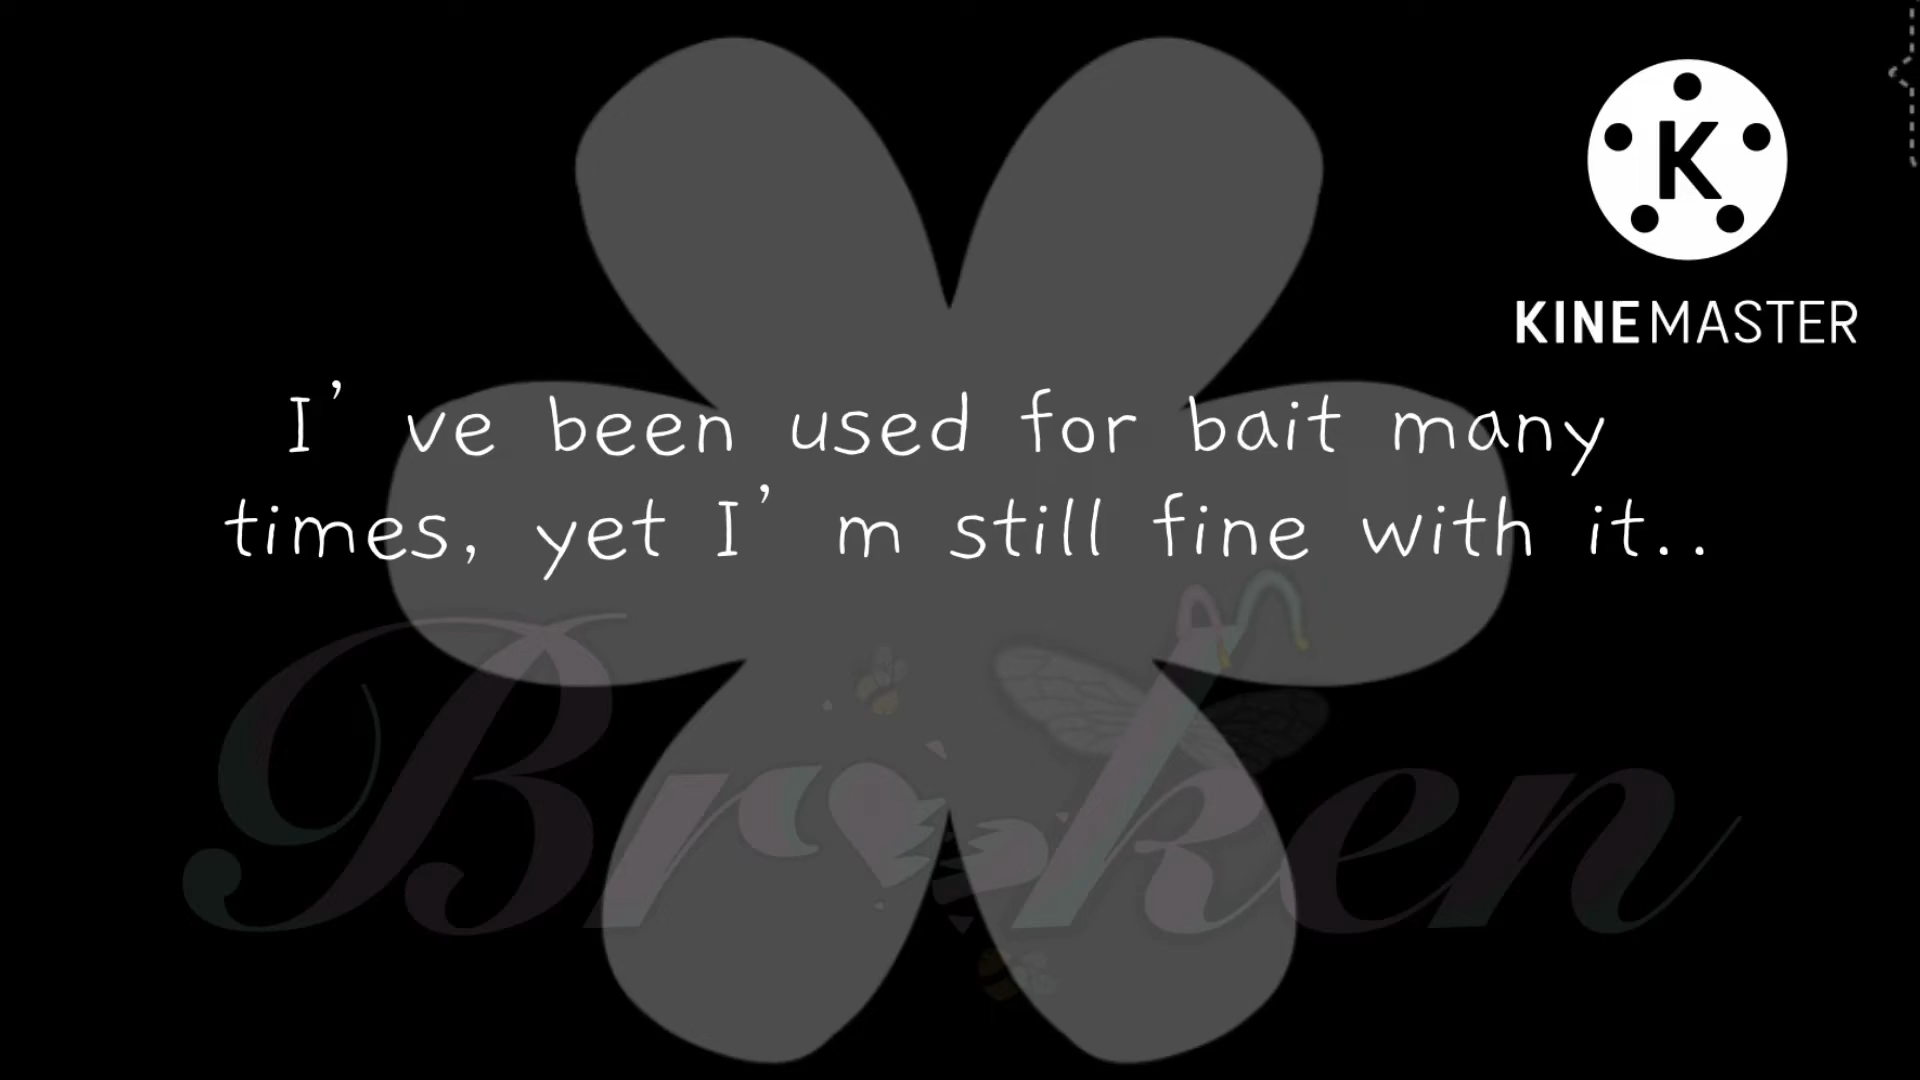 K
KINEMASTER
I've been used for bait many
times, yet I'm still fine with it..
Broken